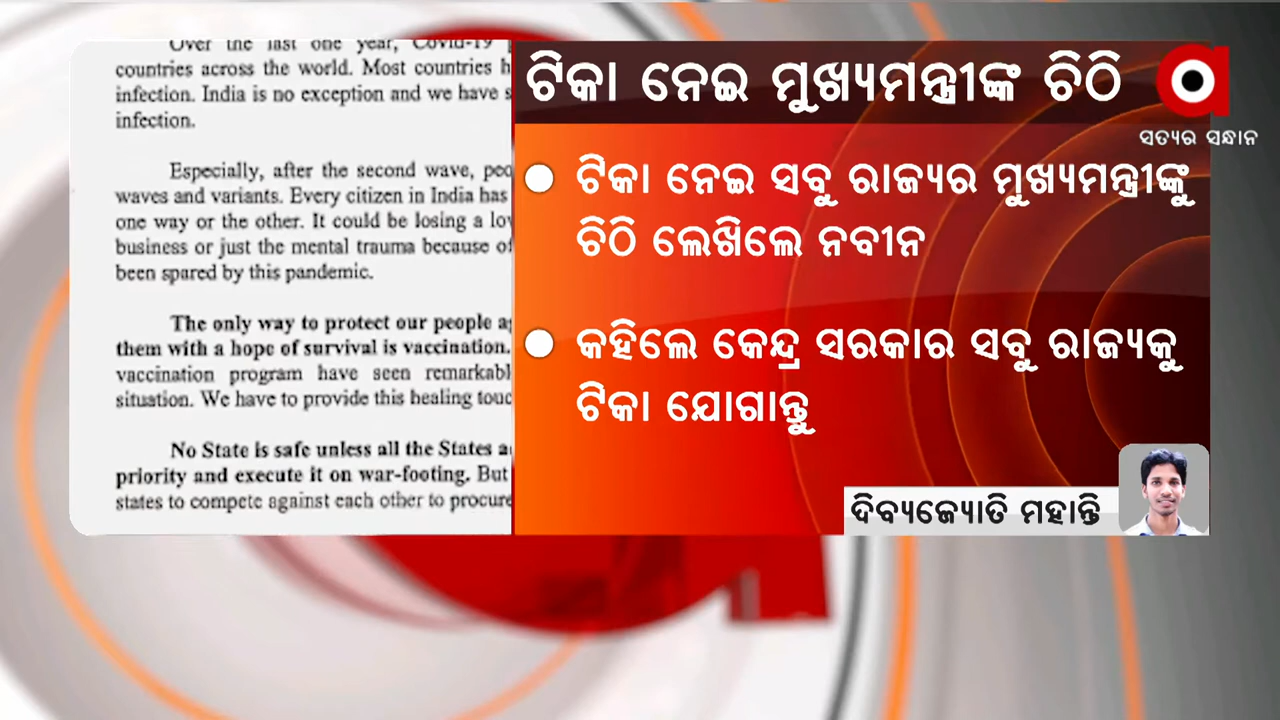 Over the last one year, Covid-19
countries across the world. Most countries
infection. India is no exception and we have
infection.
Especially, after the second wave,
waves and variants. Every citizen in India has
one way or the other. It could be losing a
business or just the mental trauma because
been spared by this pandemic.
The only way to protect our people
them with a hope of survival is vaccination.
vaccination program have seen
situation. We have to provide this healing
No State is safe unless all the States
priority and execute it on war-footing. But
states to compete against each other to
ଟିକା ନେଇ ମୁଖ୍ୟମନ୍ତ୍ରୀଙ୍କ ଚିଠି
ସତ୍ୟର ସନ୍ଧାନ
ଟିକା ନେଇ ସବୁ ରାଜ୍ୟର ମୁଖ୍ୟମନ୍ତ୍ରୀଙ୍କୁ
ଚିଠି ଲେଖିଲେ ନବୀନ
କହିଲେ କେନ୍ଦ୍ର ସରକାର ସବୁ ରାଜ୍ୟକୁ
ଟିକା ଯୋଗାନ୍ତୁ
ଦିବ୍ୟଜ୍ୟୋତି ମହାନ୍ତି